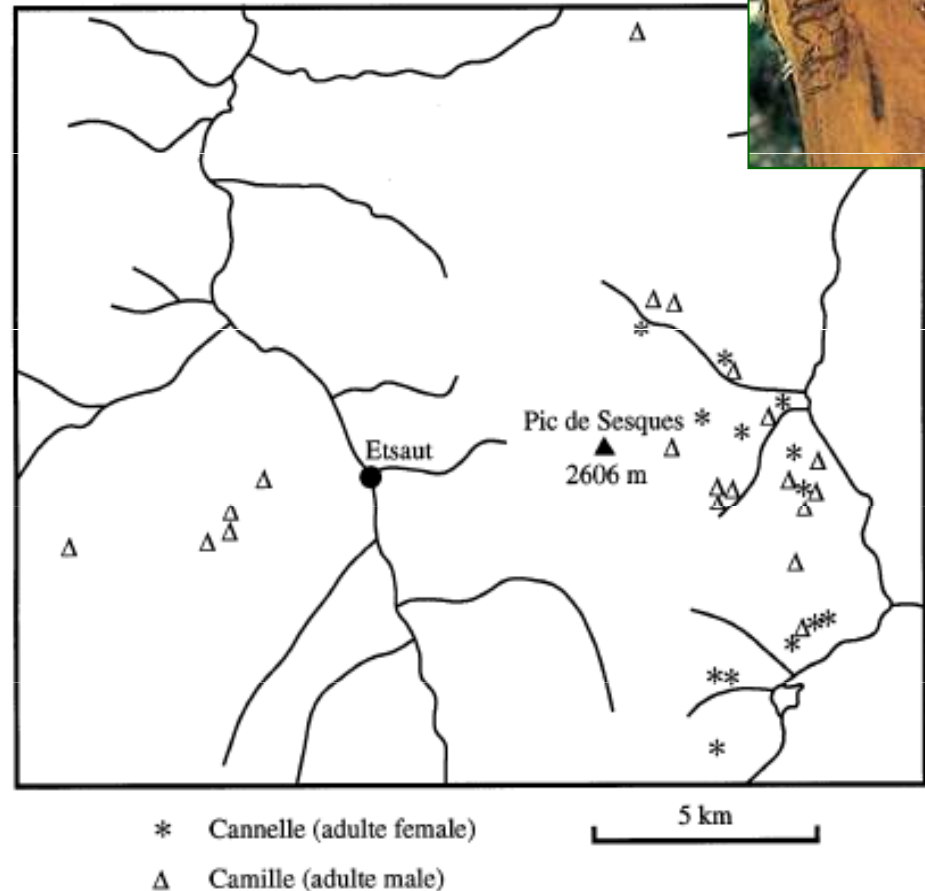 Pic de Sesques
Etsaut
2606 m
* Cannelle (adulte female)
5 km
Δ Camille (adulte male)